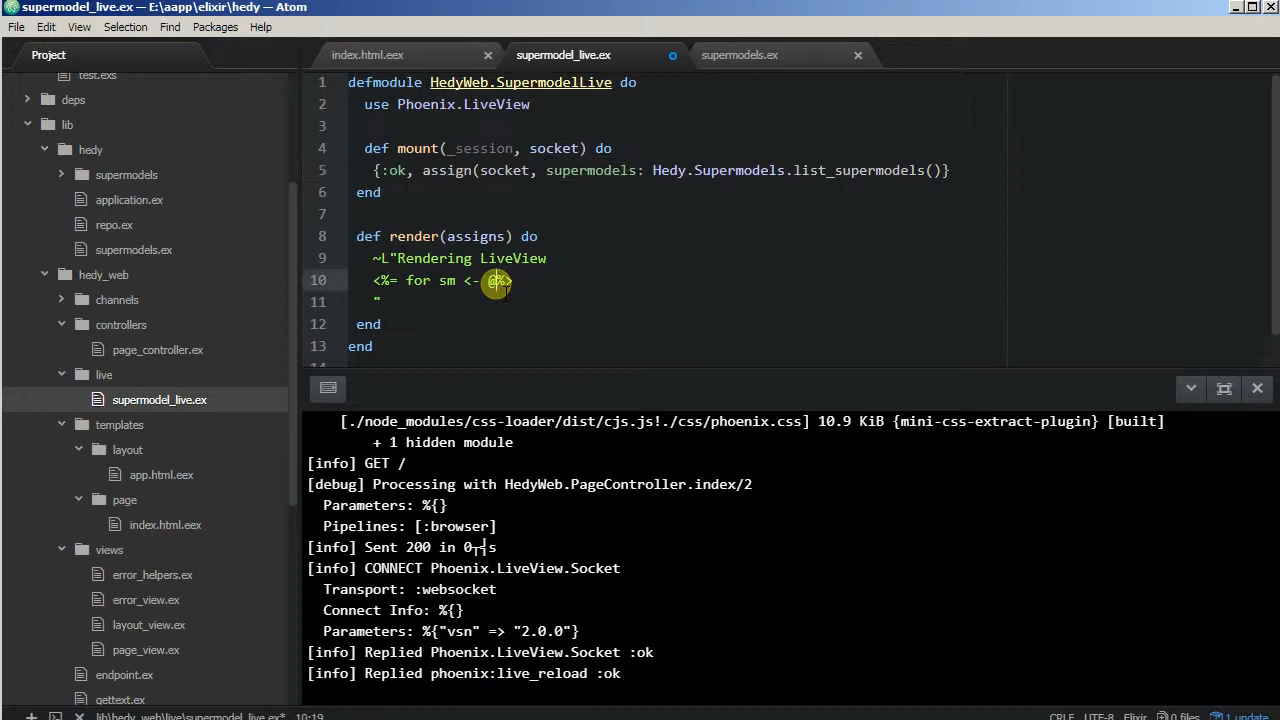 supermodel_live.ex — E:\aapp\elixir\hedy — Atom
File Edit View Selection Find Packages Help
Project
index.html.eex
supermodel_live.ex
supermodels.ex
test.exs
deps
lib
hedy
supermodels
application.ex
repo.ex
supermodels.ex
hedy_web
channels
controllers
page_controller.ex
live
supermodel_live.ex
templates
layout
app.html.eex
page
index.html.eex
views
error_helpers.ex
error_view.ex
layout_view.ex
page_view.ex
endpoint.ex
gettext.ex
1 defmodule HedyWeb.SupermodelLive do
2 use Phoenix.LiveView
3
4 def mount(_session, socket) do
5 {:ok, assign(socket, supermodels: Hedy.Supermodels.list_supermodels()}
6 end
7
8 def render(assigns) do
9 ~L"Rendering LiveView
10 <%= for sm <- @%>
11 "
12 end
13 end
14
[./node_modules/css-loader/dist/cjs.js!./css/phoenix.css] 10.9 KiB {mini-css-extract-plugin} [built]
+ 1 hidden module
[info] GET /
[debug] Processing with HedyWeb.PageController.index/2
Parameters: %{}
Pipelines: [:browser]
[info] Sent 200 in 0┬╡s
[info] CONNECT Phoenix.LiveView.Socket
Transport: :websocket
Connect Info: %{}
Parameters: %{"vsn" => "2.0.0"}
[info] Replied Phoenix.LiveView.Socket :ok
[info] Replied phoenix:live_reload :ok
lib\hedy_web\live\supermodel_live.ex* 10:19
CRLF UTF-8 Elixir 0 files 1 update